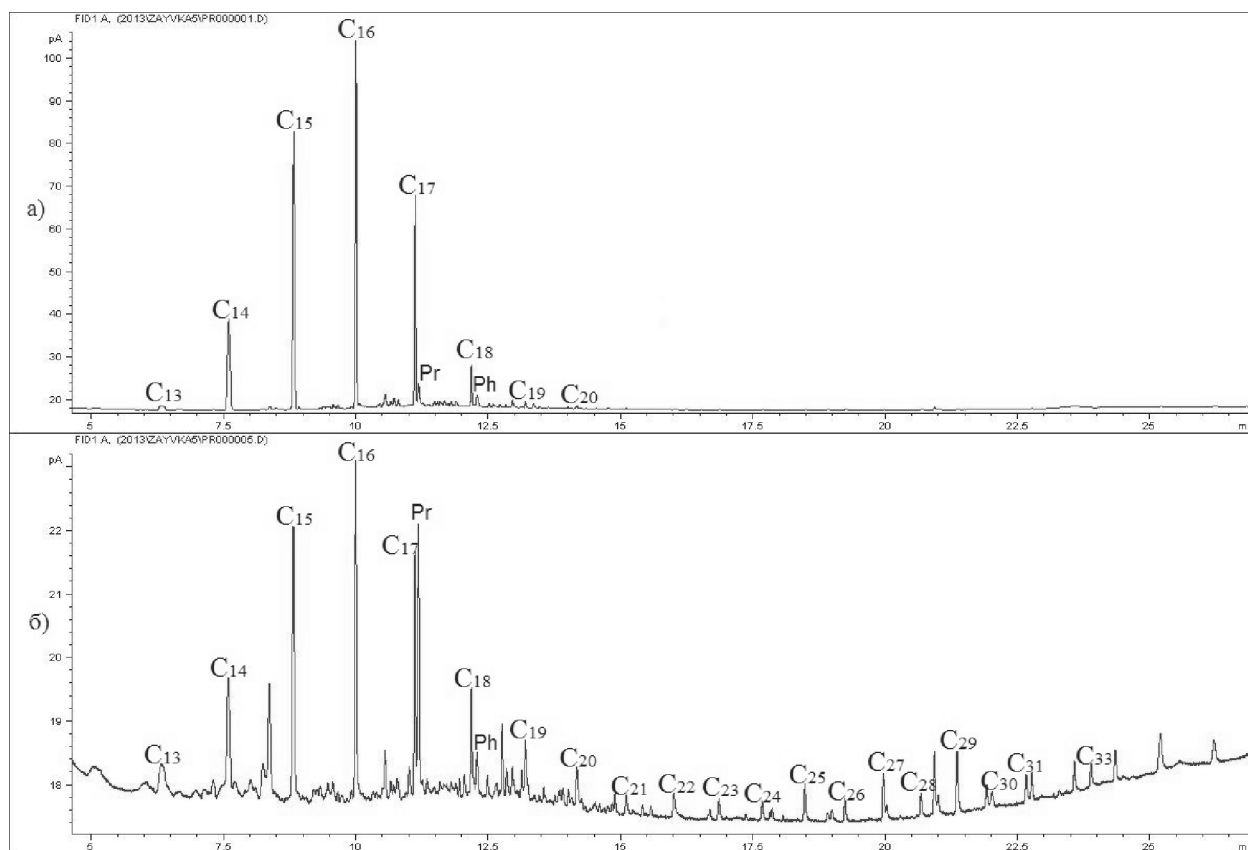 FID1 A, (2013\ZAYVKA5\PR000001.D)
pA
100
90
80
70
60
50
40
30
20
а)
C13
C14
C15
C16
C17
Pr
C18
Ph
C19
C20
5
7.5
10
12.5
15
17.5
20
22.5
25
m
FID1 A, (2013\ZAYVKA5\PR000005.D)
pA
22
21
20
19
18
б)
C13
C14
C15
C16
C17
Pr
C18
Ph
C19
C20
C21
C22
C23
C24
C25
C26
C27
C28
C29
C30
C31
C33
5
7.5
10
12.5
15
17.5
20
22.5
25
m